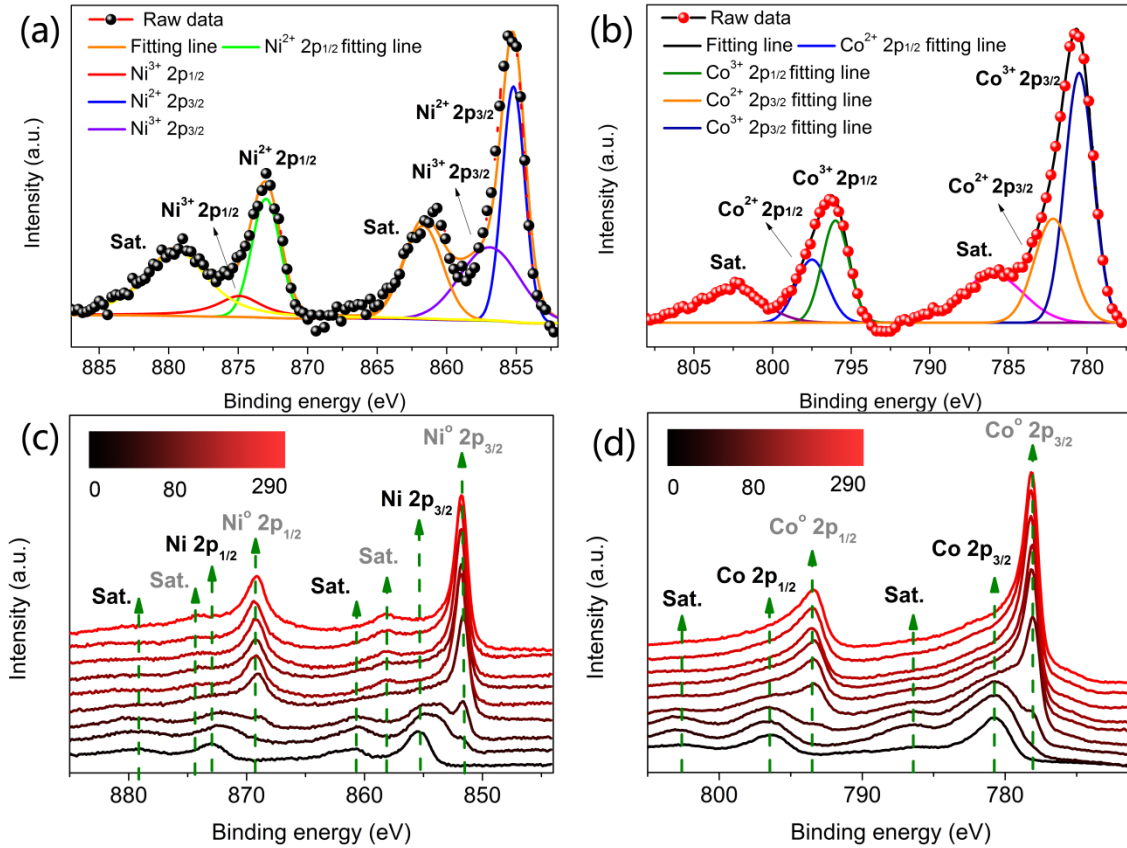 (a)
Raw data
Fitting line Ni²⁺ 2p1/2 fitting line
Ni³⁺ 2p1/2
Ni²⁺ 2p3/2
Ni³⁺ 2p3/2
Ni²⁺ 2p3/2
Ni²⁺ 2p1/2
Ni³⁺ 2p3/2
Ni³⁺ 2p1/2
Sat.
Sat.
Intensity (a.u.)
885 880 875 870 865 860 855
Binding energy (eV)
(b)
Raw data
Fitting line Co²⁺ 2p1/2 fitting line
Co³⁺ 2p1/2 fitting line
Co²⁺ 2p3/2 fitting line
Co³⁺ 2p3/2 fitting line
Co³⁺ 2p3/2
Co³⁺ 2p1/2
Co²⁺ 2p3/2
Co²⁺ 2p1/2
Sat.
Sat.
Intensity (a.u.)
805 800 795 790 785 780
Binding energy (eV)
(c)
0 80 290
Ni⁰ 2p3/2
Ni 2p3/2
Ni⁰ 2p1/2
Ni 2p1/2
Sat.
Sat.
Sat.
Sat.
Intensity (a.u.)
880 870 860 850
Binding energy (eV)
(d)
0 80 290
Co⁰ 2p3/2
Co⁰ 2p1/2
Co 2p3/2
Co 2p1/2
Sat.
Sat.
Intensity (a.u.)
800 790 780
Binding energy (eV)